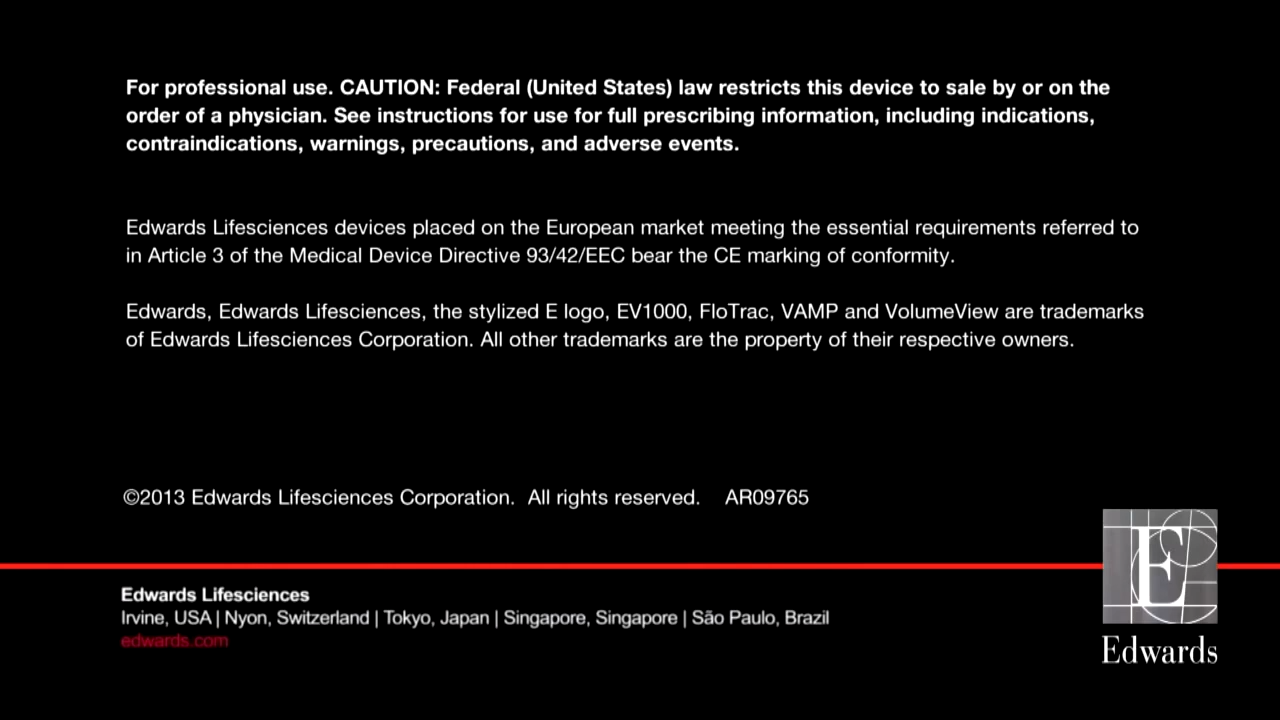 For professional use. CAUTION: Federal (United States) law restricts this device to sale by or on the
order of a physician. See instructions for use for full prescribing information, including indications,
contraindications, warnings, precautions, and adverse events.
Edwards Lifesciences devices placed on the European market meeting the essential requirements referred to
in Article 3 of the Medical Device Directive 93/42/EEC bear the CE marking of conformity.
Edwards, Edwards Lifesciences, the stylized E logo, EV1000, FloTrac, VAMP and VolumeView are trademarks
of Edwards Lifesciences Corporation. All other trademarks are the property of their respective owners.
©2013 Edwards Lifesciences Corporation. All rights reserved. AR09765
Edwards Lifesciences
Irvine, USA | Nyon, Switzerland | Tokyo, Japan | Singapore, Singapore | São Paulo, Brazil
edwards.com
E
Edwards